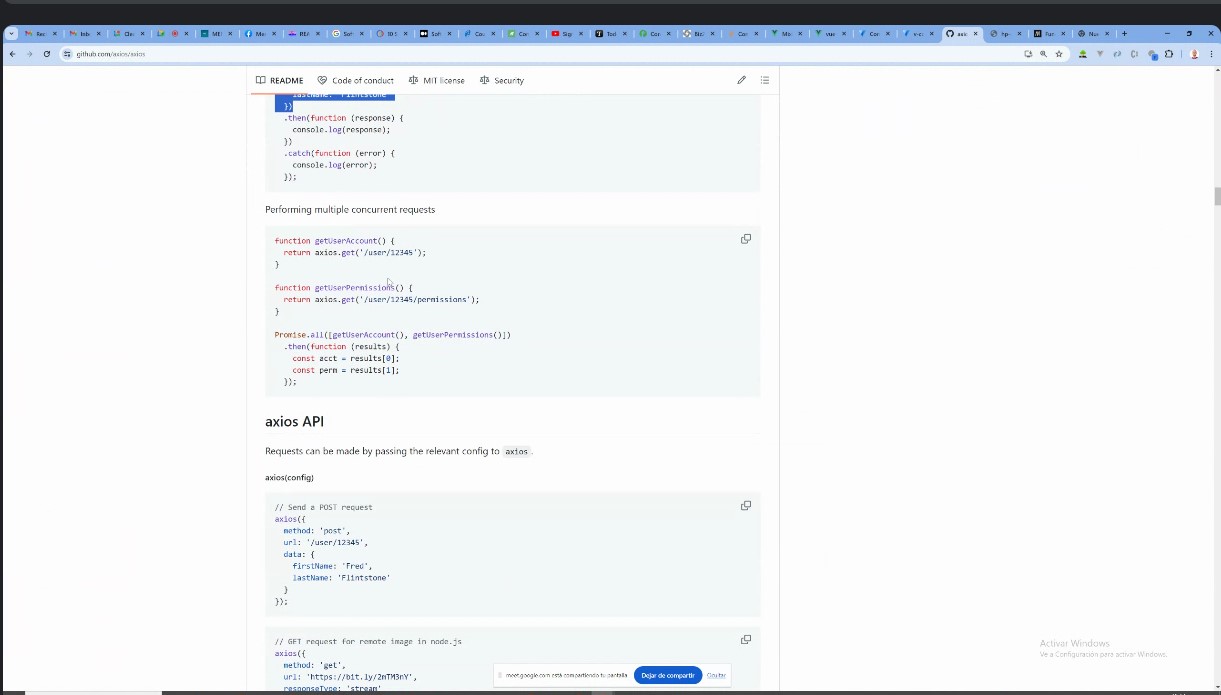 github.com/axios/axios
README
Code of conduct
MIT license
Security
})
.then(function (response) {
console.log(response);
})
.catch(function (error) {
console.log(error);
});
Performing multiple concurrent requests
function getUserAccount() {
return axios.get('/user/12345');
}
function getUserPermissions() {
return axios.get('/user/12345/permissions');
}
Promise.all([getUserAccount(), getUserPermissions()])
.then(function (results) {
const acct = results[0];
const perm = results[1];
});
axios API
Requests can be made by passing the relevant config to axios.
axios(config)
// Send a POST request
axios({
method: 'post',
url: '/user/12345',
data: {
firstName: 'Fred',
lastName: 'Flintstone'
}
});
// GET request for remote image in node.js
axios({
method: 'get',
url: 'https://bit.ly/2mTM3nY',
responseType: 'stream'
meet.google.com está compartiendo tu pantalla.
Dejar de compartir
Ocultar
Activar Windows
Ve a Configuración para activar Windows.